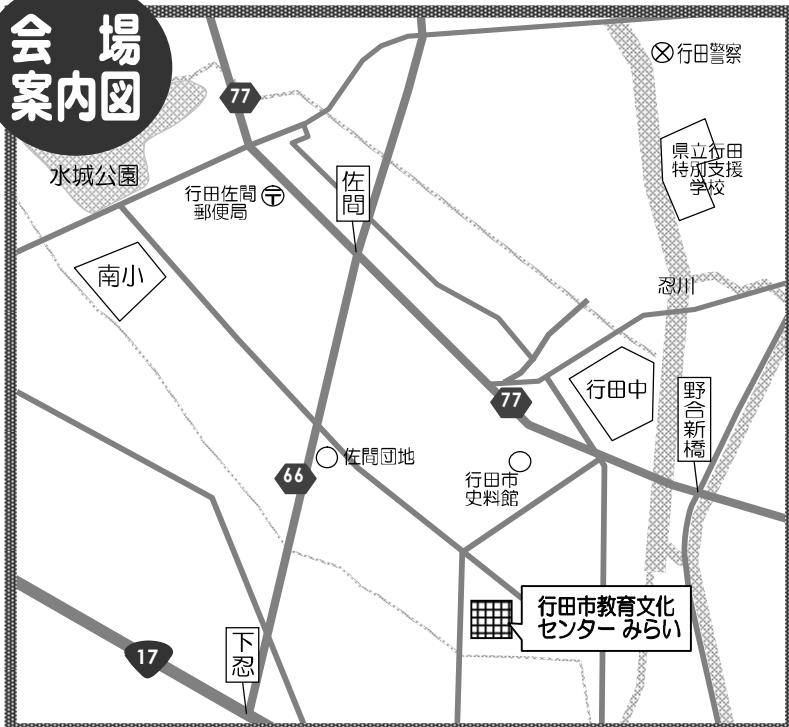 会場
案内図
77
行田警察
水城公園
行田佐間
郵便局
佐間
県立行田
特別支援
学校
南小
忍川
行田中
77
野合新橋
66
佐間団地
行田市
史料館
行田市教育文化
センター みらい
下忍
17